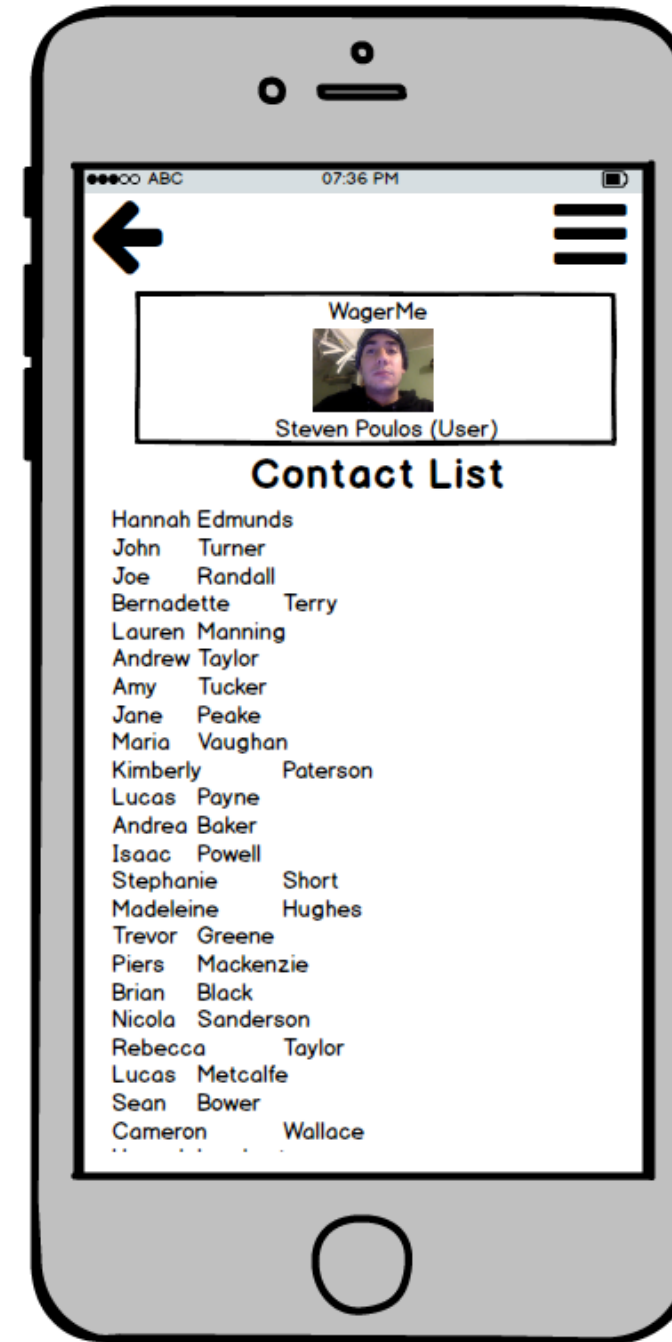 ABC 07:36 PM
WagerMe
Steven Poulos (User)
Contact List
Hannah Edmunds
John Turner
Joe Randall
Bernadette Terry
Lauren Manning
Andrew Taylor
Amy Tucker
Jane Peake
Maria Vaughan
Kimberly Paterson
Lucas Payne
Andrea Baker
Isaac Powell
Stephanie Short
Madeleine Hughes
Trevor Greene
Piers Mackenzie
Brian Black
Nicola Sanderson
Rebecca Taylor
Lucas Metcalfe
Sean Bower
Cameron Wallace